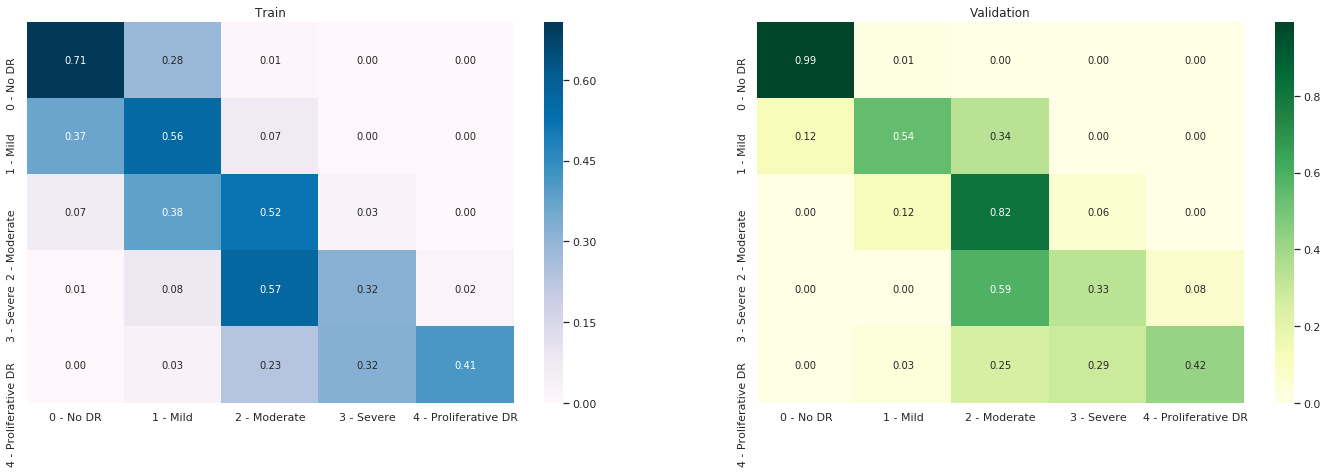 Train
0.71 0.28 0.01 0.00 0.00
0.37 0.56 0.07 0.00 0.00
0.07 0.38 0.52 0.03 0.00
0.01 0.08 0.57 0.32 0.02
0.00 0.03 0.23 0.32 0.41
0 - No DR
1 - Mild
2 - Moderate
3 - Severe
4 - Proliferative DR
0 - No DR 1 - Mild 2 - Moderate 3 - Severe 4 - Proliferative DR
0.60
0.45
0.30
0.15
0.00
Validation
0.99 0.01 0.00 0.00 0.00
0.12 0.54 0.34 0.00 0.00
0.00 0.12 0.82 0.06 0.00
0.00 0.00 0.59 0.33 0.08
0.00 0.03 0.25 0.29 0.42
0 - No DR
1 - Mild
2 - Moderate
3 - Severe
4 - Proliferative DR
0 - No DR 1 - Mild 2 - Moderate 3 - Severe 4 - Proliferative DR
0.8
0.6
0.4
0.2
0.0